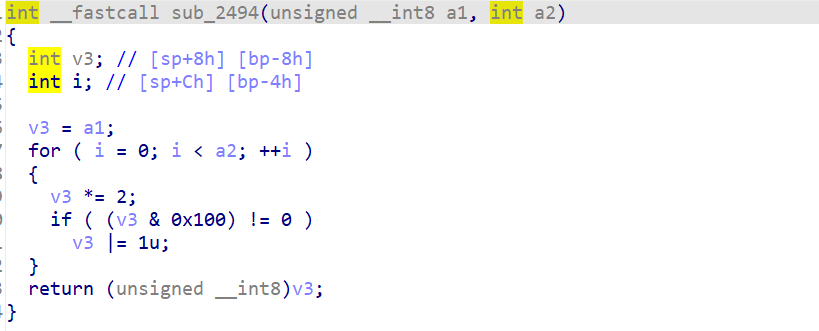 int __fastcall sub_2494(unsigned __int8 a1, int a2)
{
  int v3; // [sp+8h] [bp-8h]
  int i; // [sp+Ch] [bp-4h]

  v3 = a1;
  for ( i = 0; i < a2; ++i )
  {
    v3 *= 2;
    if ( (v3 & 0x100) != 0 )
      v3 |= 1u;
  }
  return (unsigned __int8)v3;
}